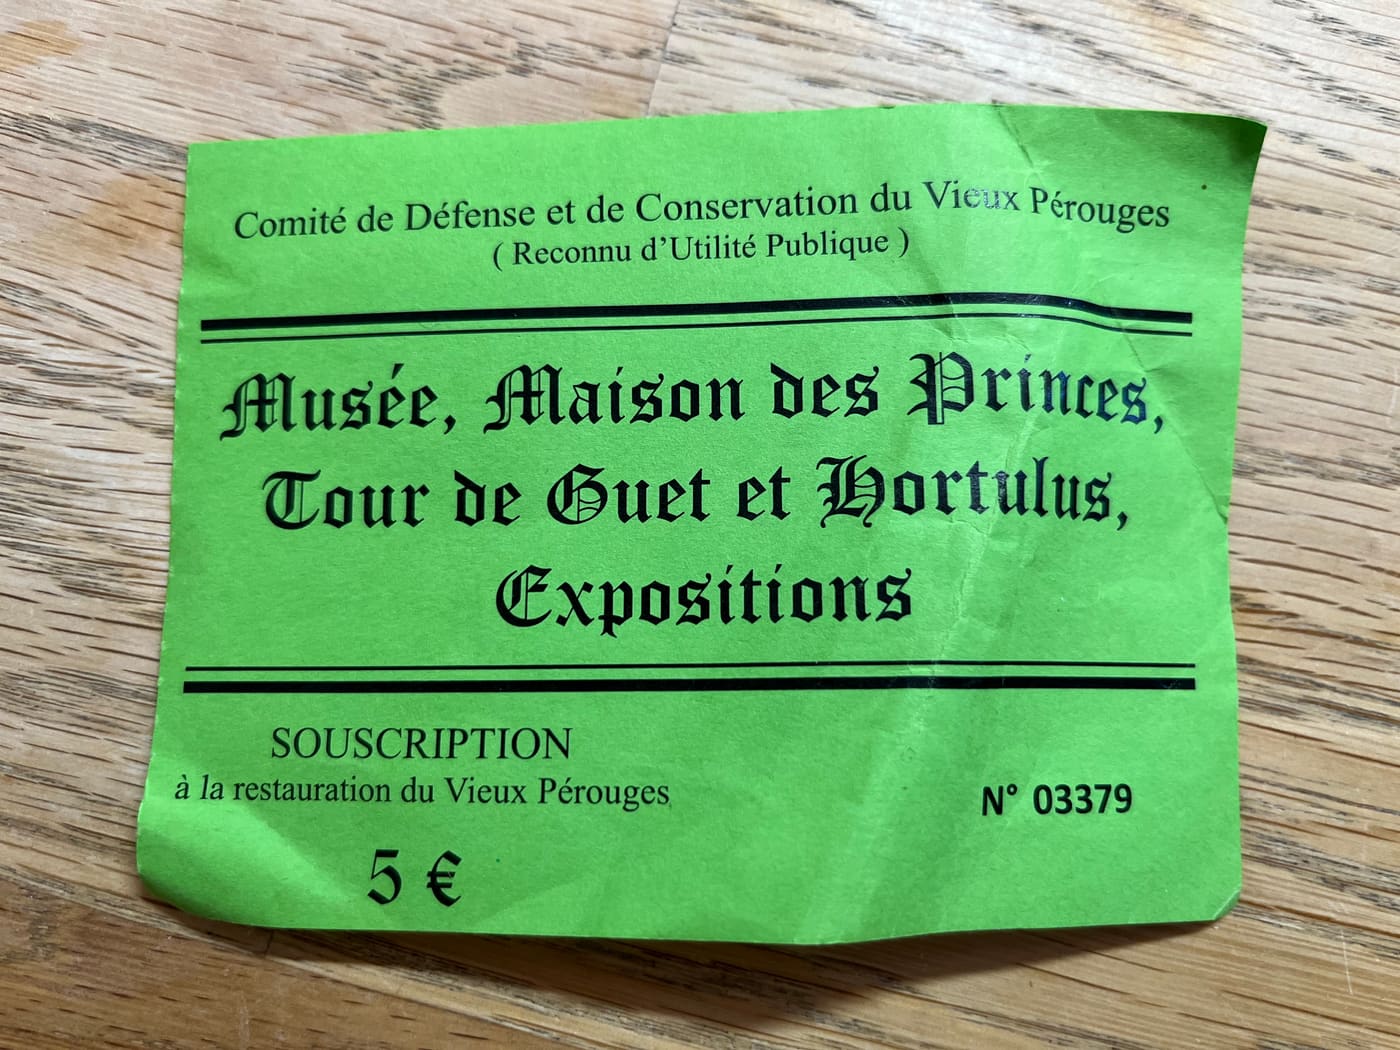 Comité de Défense et de Conservation du Vieux Pérouges
( Reconnu d’Utilité Publique )
Musée, Maison des Princes,
Tour de Guet et Hortulus,
Expositions
SOUSCRIPTION
à la restauration du Vieux Pérouges
N° 03379
5 €